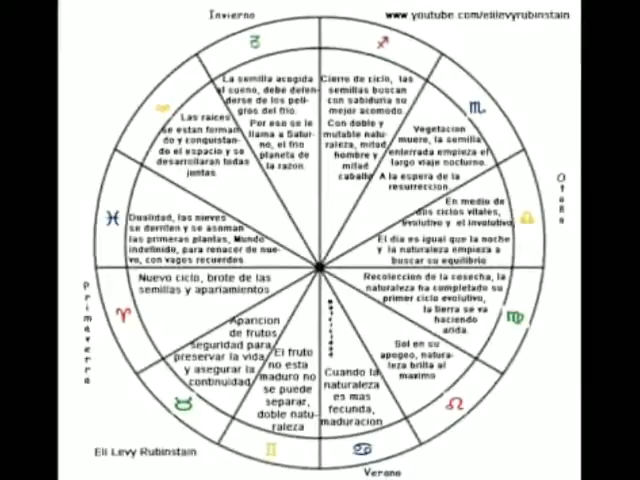 Invierno
www youtube com/elilevyrubinstain
La semilla acogida
al sueno, debe defen-
derse de los peli-
gros del frio.
Por eso se le
llama a Satur-
no, el frio
planeta de
la razon.
Cierre de ciclo, las
semillas buscan
con sabiduria su
mejor acomodo.
Con doble y
mutable natu-
raleza, mitad
hombre y
mitad
caballo
Las raices
se estan forman
do y conquistan-
do el espacio y se
desarrollaran todas
juntas.
Vegetacion
muere, la semilla
enterrada empieza el
largo viaje nocturno.
A la espera de la
resurreccion.
Otoño
En medio de
dos ciclos vitales,
evolutivo y el involutivo
El dia es igual que la noche
y la naturaleza empieza a
buscar su equilibrio
Dualidad, las nieves
se derriten y se asoman
las primeras plantas, Mundo
indefinido, para renacer de nue-
vo, con vagos recuerdos
Nuevo ciclo, brote de las
semillas y apariamientos
Recoleccion de la cosecha, la
naturaleza ha completado su
primer ciclo evolutivo,
la tierra se va
haciendo
arida.
Primaverra
Aparicion
de frutos,
seguridad para
preservar la vida
y asegurar la
continuidad
El fruto
no esta
maduro no
se puede
separar,
doble natu-
raleza
Cuando la
naturaleza
es mas
fecunda,
maduracion
Sol en su
apogeo, natura-
leza brilla al
maximo
Eli Levy Rubinstain
Verano